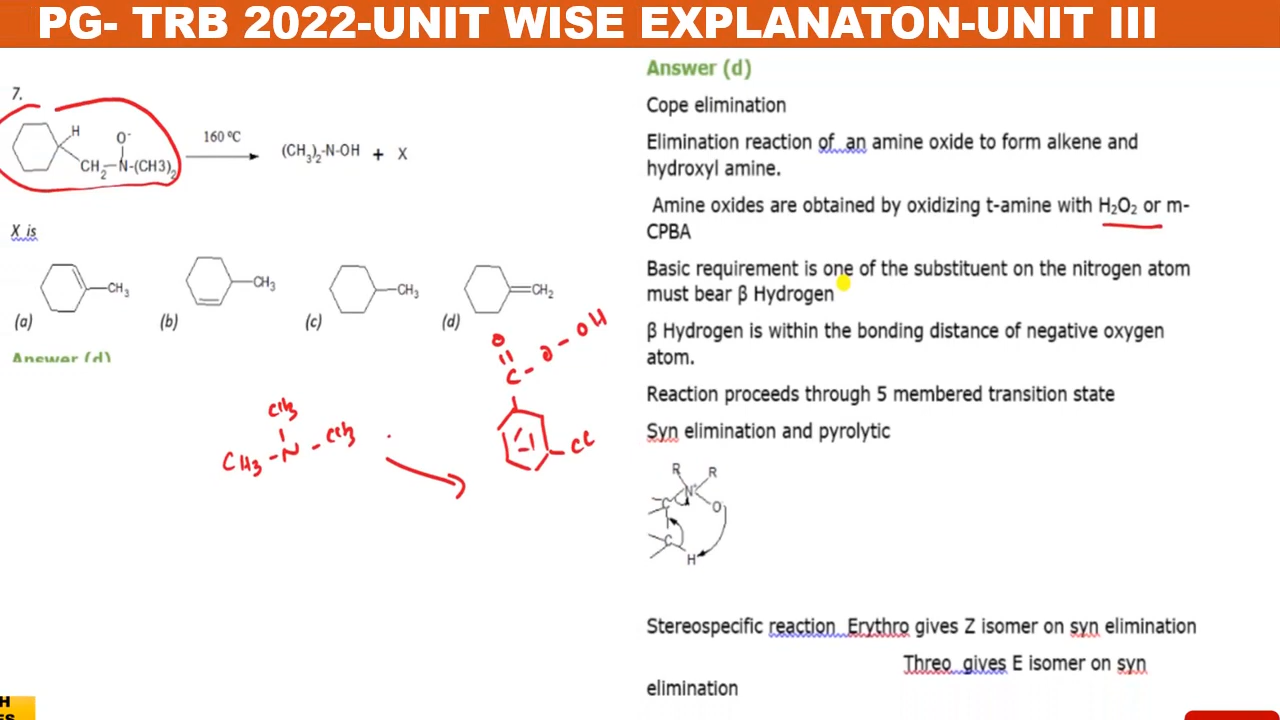 PG- TRB 2022-UNIT WISE EXPLANATON-UNIT III
7.
H
O-
CH2-N-(CH3)2
160 ⁰C
(CH3)2-N-OH + X
X is
(a)
CH3
(b)
CH3
(c)
CH3
(d)
CH2
Answer (d)
CH3
CH3 - N - CH3
O
C - O - OH
Cl
Answer (d)
Cope elimination
Elimination reaction of an amine oxide to form alkene and
hydroxyl amine.
Amine oxides are obtained by oxidizing t-amine with H2O2 or m-
CPBA
Basic requirement is one of the substituent on the nitrogen atom
must bear β Hydrogen
β Hydrogen is within the bonding distance of negative oxygen
atom.
Reaction proceeds through 5 membered transition state
Syn elimination and pyrolytic
R R
N+
C O
C
H
Stereospecific reaction Erythro gives Z isomer on syn elimination
Threo gives E isomer on syn
elimination
H
ES